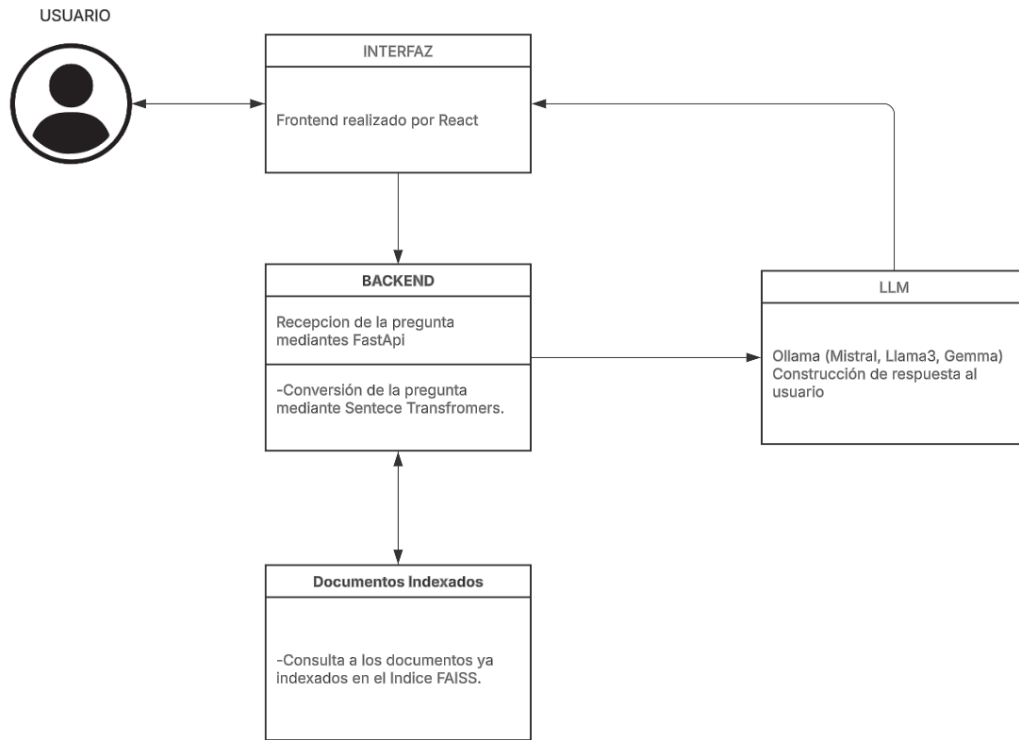 USUARIO
INTERFAZ
Frontend realizado por React
BACKEND
Recepcion de la pregunta
mediantes FastApi
-Conversión de la pregunta
mediante Sentece Transfromers.
LLM
Ollama (Mistral, Llama3, Gemma)
Construcción de respuesta al
usuario
Documentos Indexados
-Consulta a los documentos ya
indexados en el Indice FAISS.